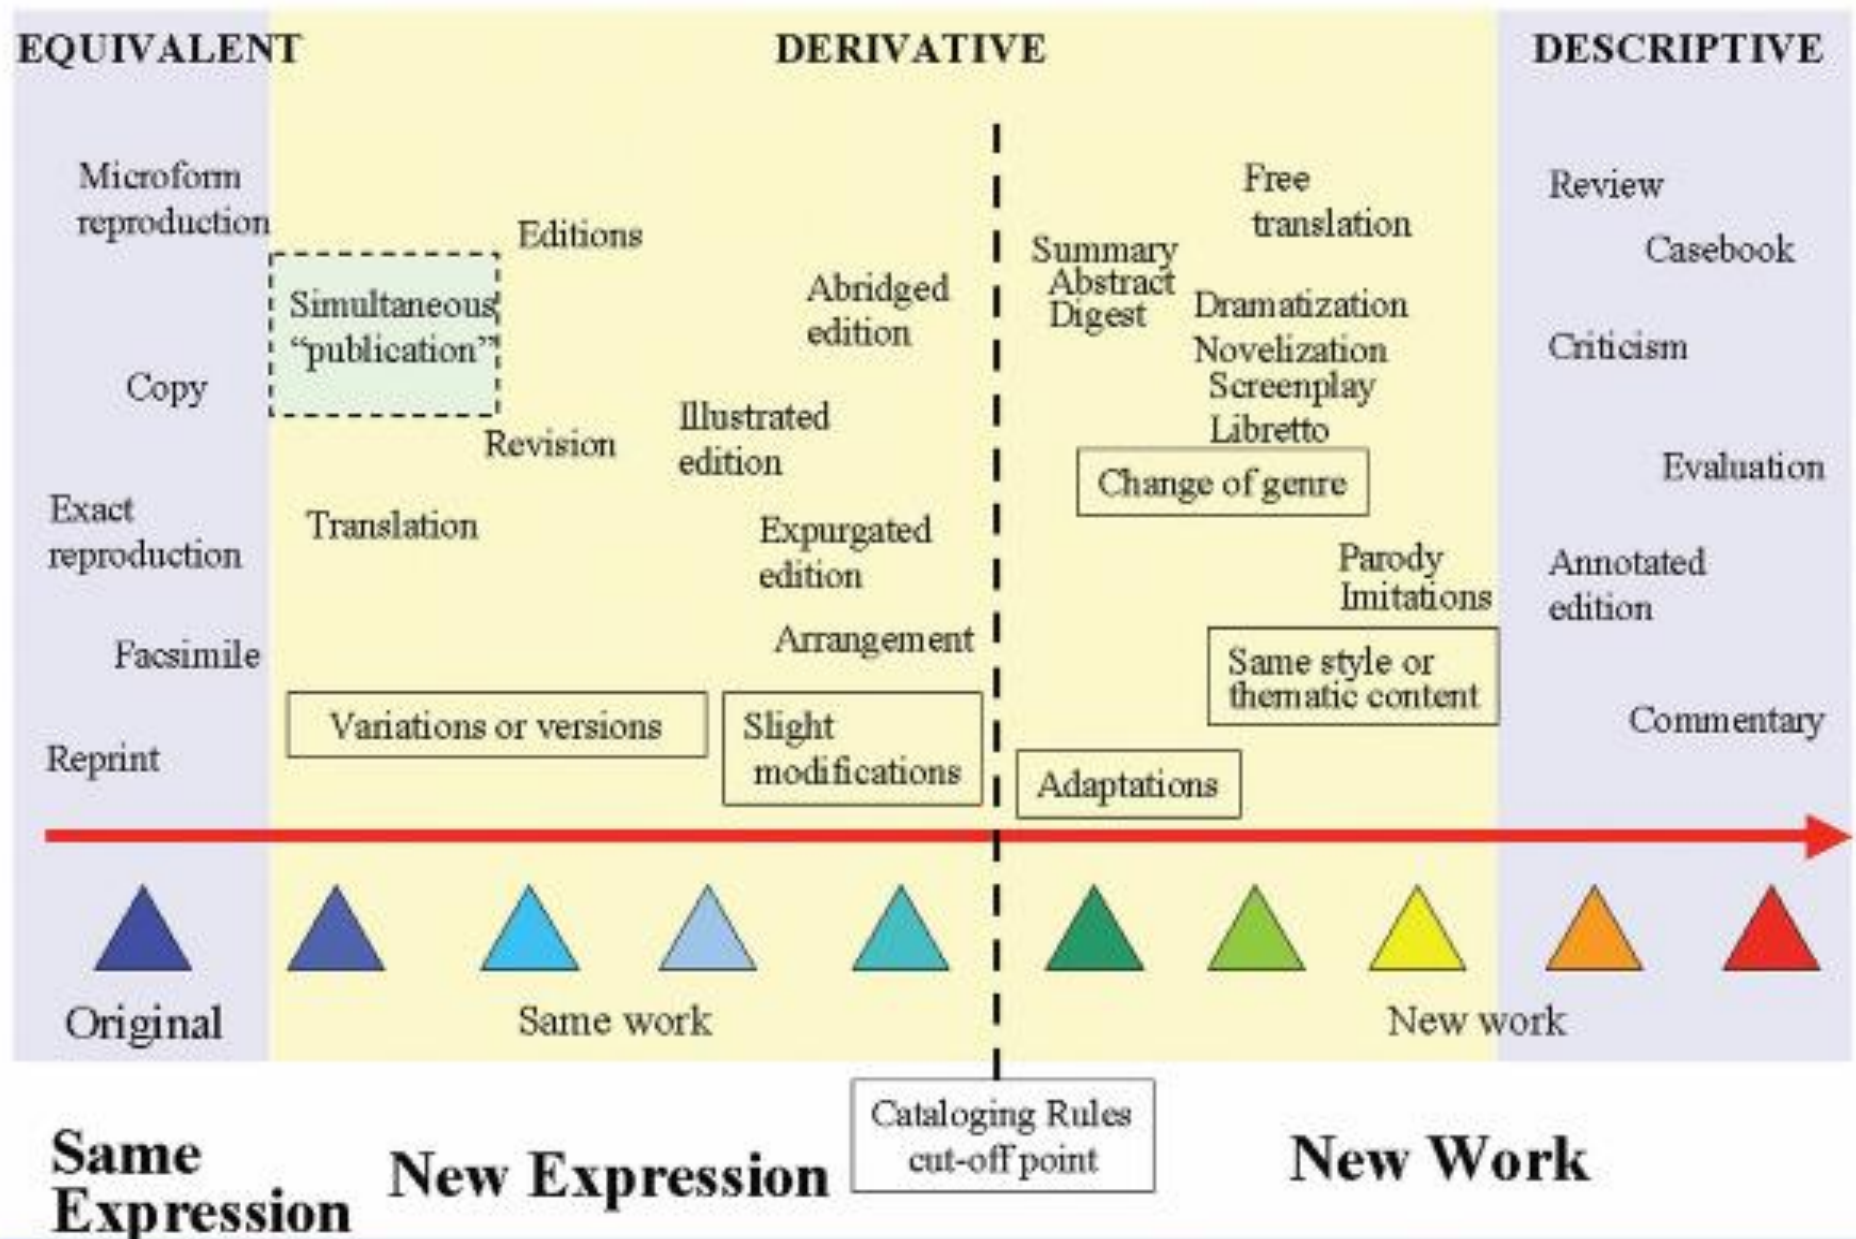 EQUIVALENT
DERIVATIVE
DESCRIPTIVE
Microform
reproduction
Copy
Exact
reproduction
Facsimile
Reprint
Simultaneous
“publication”
Editions
Abridged
edition
Revision
Illustrated
edition
Translation
Expurgated
edition
Arrangement
Variations or versions
Slight
modifications
Free
translation
Summary
Abstract
Digest
Dramatization
Novelization
Screenplay
Libretto
Change of genre
Parody
Imitations
Same style or
thematic content
Adaptations
Review
Casebook
Criticism
Evaluation
Annotated
edition
Commentary
Original
Same work
New work
Cataloging Rules
cut-off point
Same
Expression
New Expression
New Work